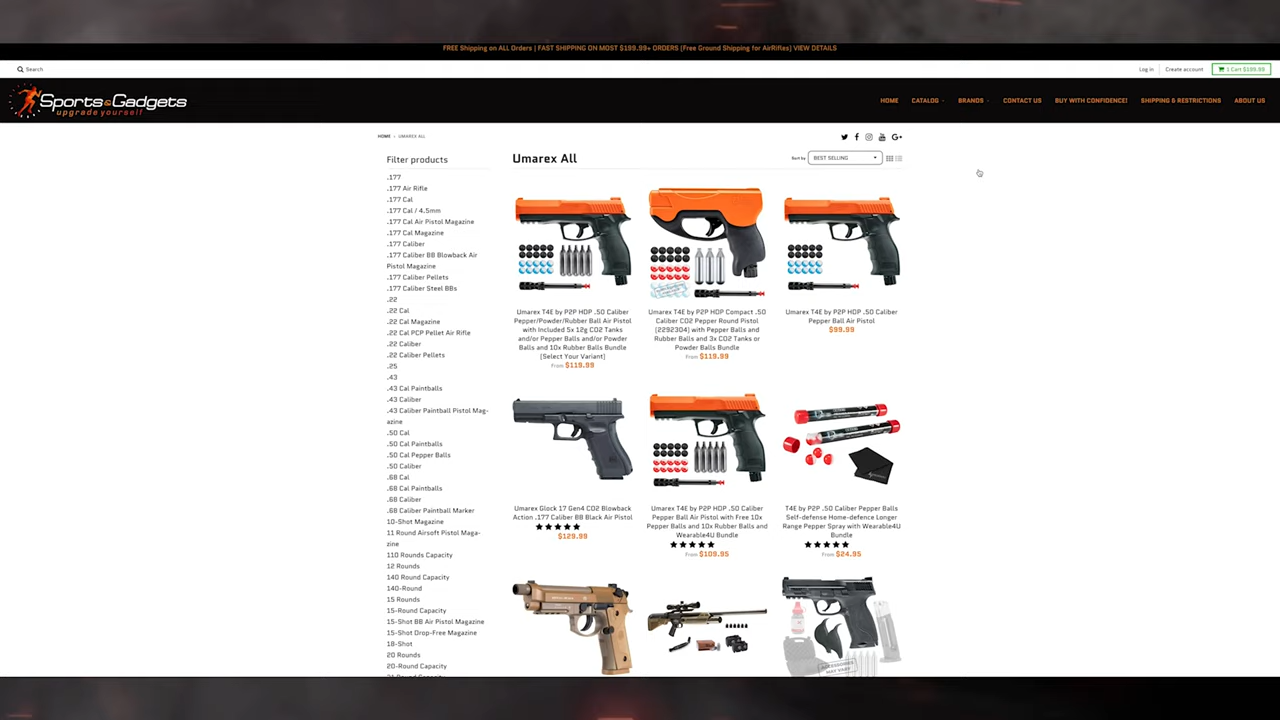 FREE Shipping on ALL Orders | FAST SHIPPING ON MOST $199.99+ ORDERS (Free Ground Shipping for AirRifles) VIEW DETAILS
Search
Log in
Create account
1 Cart $199.99
Sports&Gadgets
upgrade yourself
HOME
CATALOG
BRANDS
CONTACT US
BUY WITH CONFIDENCE!
SHIPPING & RESTRICTIONS
ABOUT US
HOME › UMAREX ALL
Filter products
.177
.177 Air Rifle
.177 Cal
.177 Cal / 4.5mm
.177 Cal Air Pistol Magazine
.177 Cal Magazine
.177 Caliber
.177 Caliber BB Blowback Air
Pistol Magazine
.177 Caliber Pellets
.177 Caliber Steel BBs
.22
.22 Cal
.22 Cal Magazine
.22 Cal PCP Pellet Air Rifle
.22 Caliber
.22 Caliber Pellets
.25
.43
.43 Cal Paintballs
.43 Caliber
.43 Caliber Paintball Pistol Mag-
azine
.50 Cal
.50 Cal Paintballs
.50 Cal Pepper Balls
.50 Caliber
.68 Cal
.68 Cal Paintballs
.68 Caliber
.68 Caliber Paintball Marker
10-Shot Magazine
11 Round Airsoft Pistol Maga-
zine
110 Rounds Capacity
12 Rounds
140 Round Capacity
140-Round
15 Rounds
15-Round Capacity
15-Shot BB Air Pistol Magazine
15-Shot Drop-Free Magazine
18-Shot
20 Rounds
20-Round Capacity
Umarex All
Sort by
BEST SELLING
Umarex T4E by P2P HDP .50 Caliber
Pepper/Powder/Rubber Ball Air Pistol
with Included 5x 12g CO2 Tanks
and/or Pepper Balls and/or Powder
Balls and 10x Rubber Balls Bundle
(Select Your Variant)
From $119.99
Umarex T4E by P2P HDP Compact .50
Caliber CO2 Pepper Round Pistol
(2292304) with Pepper Balls and
Rubber Balls and 3x CO2 Tanks or
Powder Balls Bundle
From $119.99
Umarex T4E by P2P HDP .50 Caliber
Pepper Ball Air Pistol
$99.99
Umarex Glock 17 Gen4 CO2 Blowback
Action .177 Caliber BB Black Air Pistol
$129.99
Umarex T4E by P2P HDP .50 Caliber
Pepper Ball Air Pistol with Free 10x
Pepper Balls and 10x Rubber Balls and
Wearable4U Bundle
From $109.95
T4E by P2P .50 Caliber Pepper Balls
Self-defense Home-defence Longer
Range Pepper Spray with Wearable4U
Bundle
From $24.95
ACCESSORIES
MAY VARY